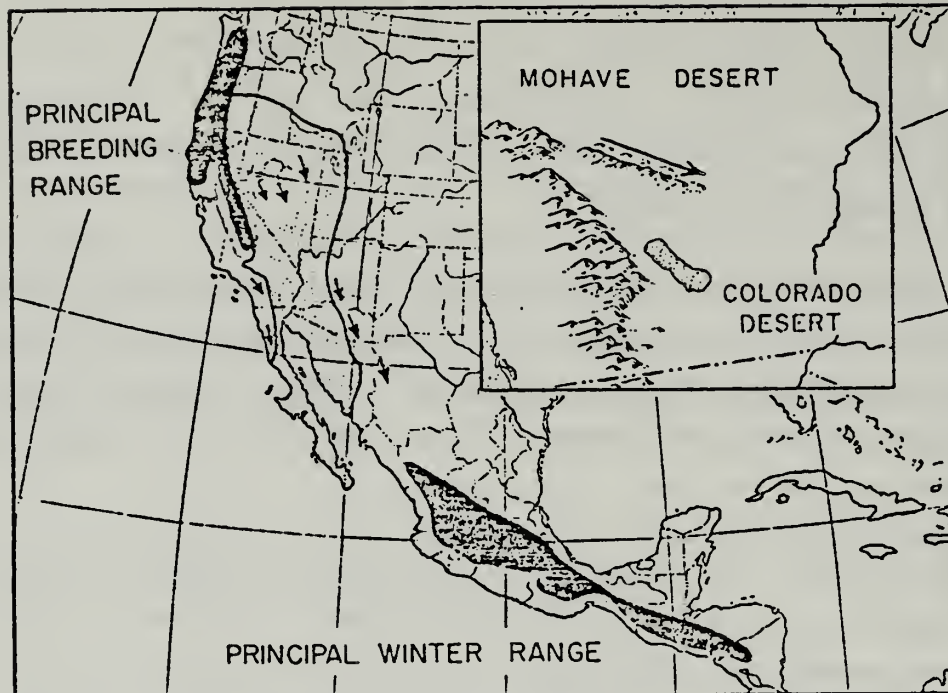 PRINCIPAL
BREEDING
RANGE
MOHAVE DESERT
COLORADO
DESERT
PRINCIPAL WINTER RANGE